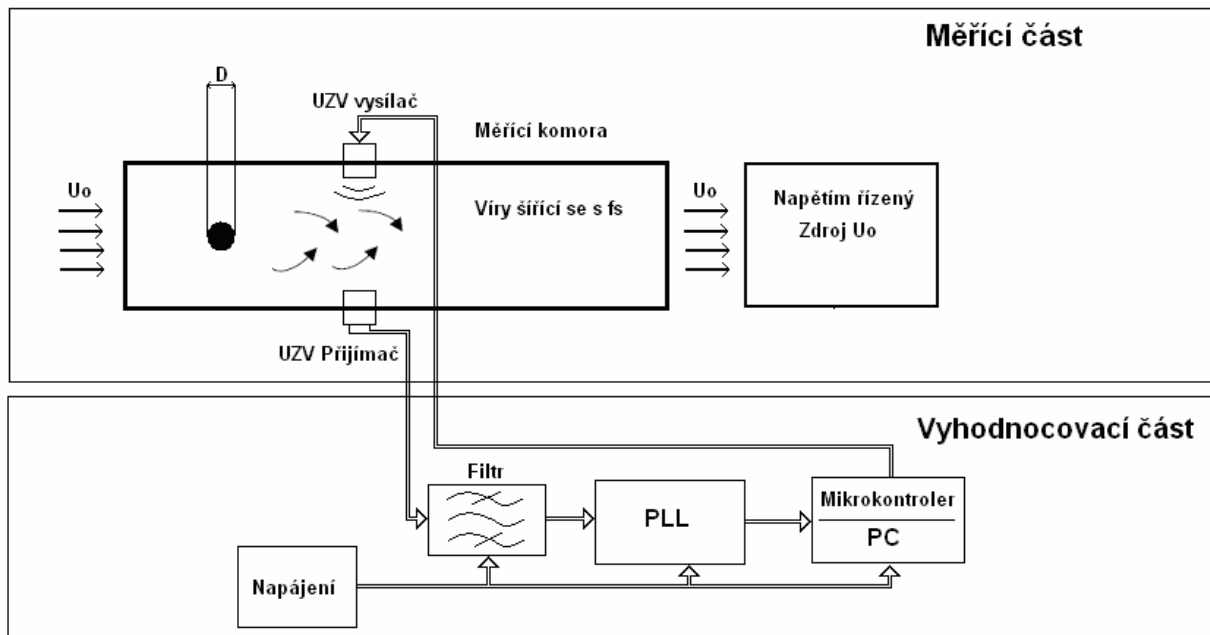 Měřící část
D
UZV vysílač
Měřící komora
Uo
Víry šířící se s fs
Uo
Napětím řízený
Zdroj Uo
UZV Přijímač
Vyhodnocovací část
Filtr
PLL
Mikrokontroler
PC
Napájení